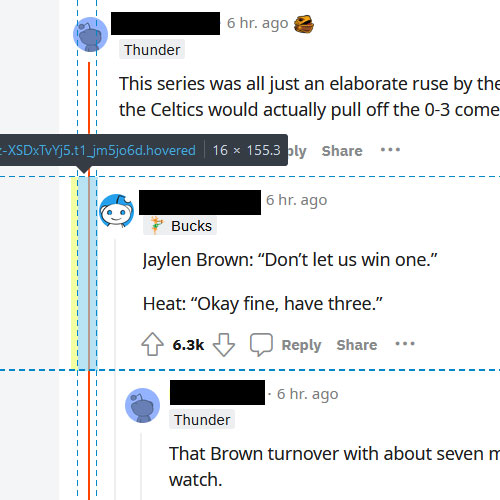 6 hr. ago
Thunder
This series was all just an elaborate ruse by the
the Celtics would actually pull off the 0-3 come
-XSDxTvYj5.t1_jm5jo6d.hovered 16 × 155.3 Share •••
6 hr. ago
Bucks
Jaylen Brown: “Don’t let us win one.”
Heat: “Okay fine, have three.”
6.3k Reply Share •••
· 6 hr. ago
Thunder
That Brown turnover with about seven m
watch.